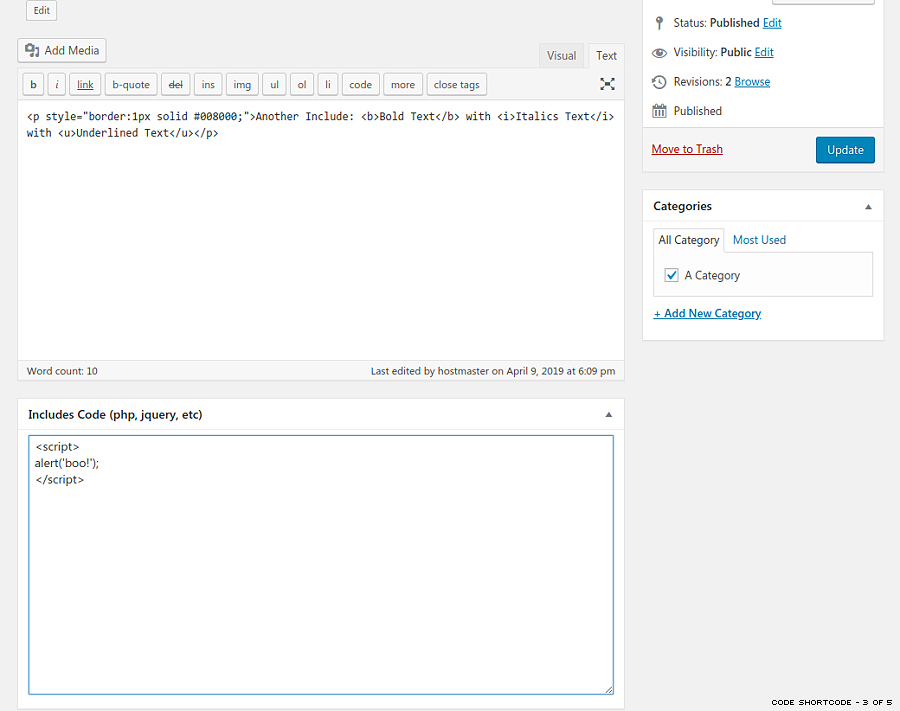 Edit
Add Media
Visual Text
b i link b-quote del ins img ul ol li code more close tags
<p style="border:1px solid #008000;">Another Include: <b>Bold Text</b> with <i>Italics Text</i>
with <u>Underlined Text</u></p>
Word count: 10 Last edited by hostmaster on April 9, 2019 at 6:09 pm
Includes Code (php, jquery, etc)
<script>
alert('boo!');
</script>
Status: Published Edit
Visibility: Public Edit
Revisions: 2 Browse
Published
Move to Trash Update
Categories
All Category Most Used
A Category
+ Add New Category
CODE SHORTCODE - 3 OF 5